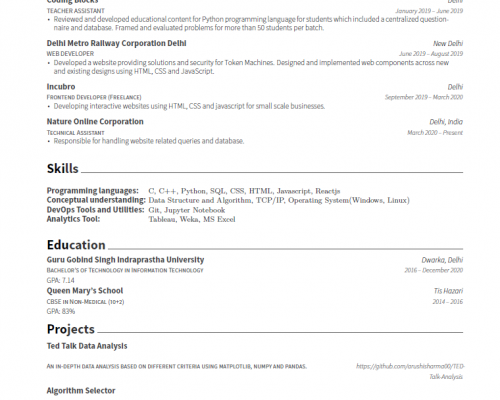 Coding Blocks Delhi
TEACHER ASSISTANT January 2019 – June 2019
• Reviewed and developed educational content for Python programming language for students which included a centralized question-
naire and database. Framed and evaluated problems for more than 50 students per batch.
Delhi Metro Railway Corporation Delhi New Delhi
WEB DEVELOPER June 2019 – August 2019
• Developed a website providing solutions and security for Token Machines. Designed and implemented web components across new
and existing designs using HTML, CSS and JavaScript.
Incubro Delhi
FRONTEND DEVELOPER (FREELANCE) September 2019 – March 2020
• Developing interactive websites using HTML, CSS and javascript for small scale businesses.
Nature Online Corporation Delhi, India
TECHNICAL ASSISTANT March 2020 – Present
• Responsible for handling website related queries and database.
Skills
Programming languages: C, C++, Python, SQL, CSS, HTML, Javascript, Reactjs
Conceptual understanding: Data Structure and Algorithm, TCP/IP, Operating System(Windows, Linux)
DevOps Tools and Utilities: Git, Jupyter Notebook
Analytics Tool: Tableau, Weka, MS Excel
Education
Guru Gobind Singh Indraprastha University Dwarka, Delhi
BACHELOR'S OF TECHNOLOGY IN INFORMATION TECHNOLOGY 2016 – December 2020
GPA: 7.14
Queen Mary's School Tis Hazari
CBSE IN NON-MEDICAL (10+2) 2014 – 2016
GPA: 83%
Projects
Ted Talk Data Analysis
AN IN-DEPTH DATA ANALYSIS BASED ON DIFFERENT CRITERIA USING MATPLOTLIB, NUMPY AND PANDAS. https://github.com/arushisharma00/TED-
Talk-Analysis
Algorithm Selector